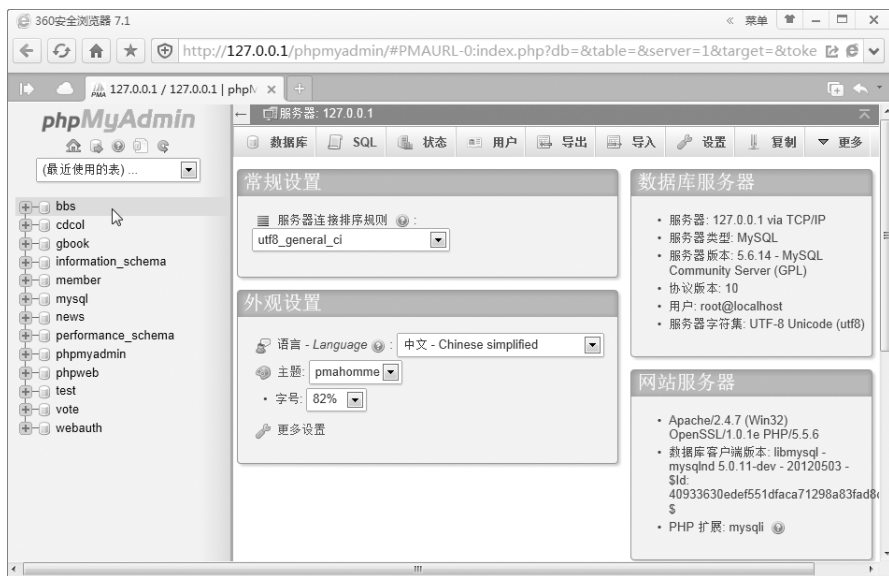 360安全浏览器 7.1
« 菜单
http://127.0.0.1/phpmyadmin/#PMAURL-0:index.php?db=&table=&server=1&target=&toke
127.0.0.1 / 127.0.0.1 | phpM
phpMyAdmin
(最近使用的表) ...
bbs
cdcol
gbook
information_schema
member
mysql
news
performance_schema
phpmyadmin
phpweb
test
vote
webauth
服务器: 127.0.0.1
数据库 SQL 状态 用户 导出 导入 设置 复制 更多
常规设置
服务器连接排序规则 :
utf8_general_ci
外观设置
语言 - Language : 中文 - Chinese simplified
主题: pmahomme
• 字号: 82%
更多设置
数据库服务器
• 服务器: 127.0.0.1 via TCP/IP
• 服务器类型: MySQL
• 服务器版本: 5.6.14 - MySQL
Community Server (GPL)
• 协议版本: 10
• 用户: root@localhost
• 服务器字符集: UTF-8 Unicode (utf8)
网站服务器
• Apache/2.4.7 (Win32)
OpenSSL/1.0.1e PHP/5.5.6
• 数据库客户端版本: libmysql -
mysqlnd 5.0.11-dev - 20120503 -
$Id:
40933630edef551dfaca71298a83fad8d
$
• PHP 扩展: mysqli